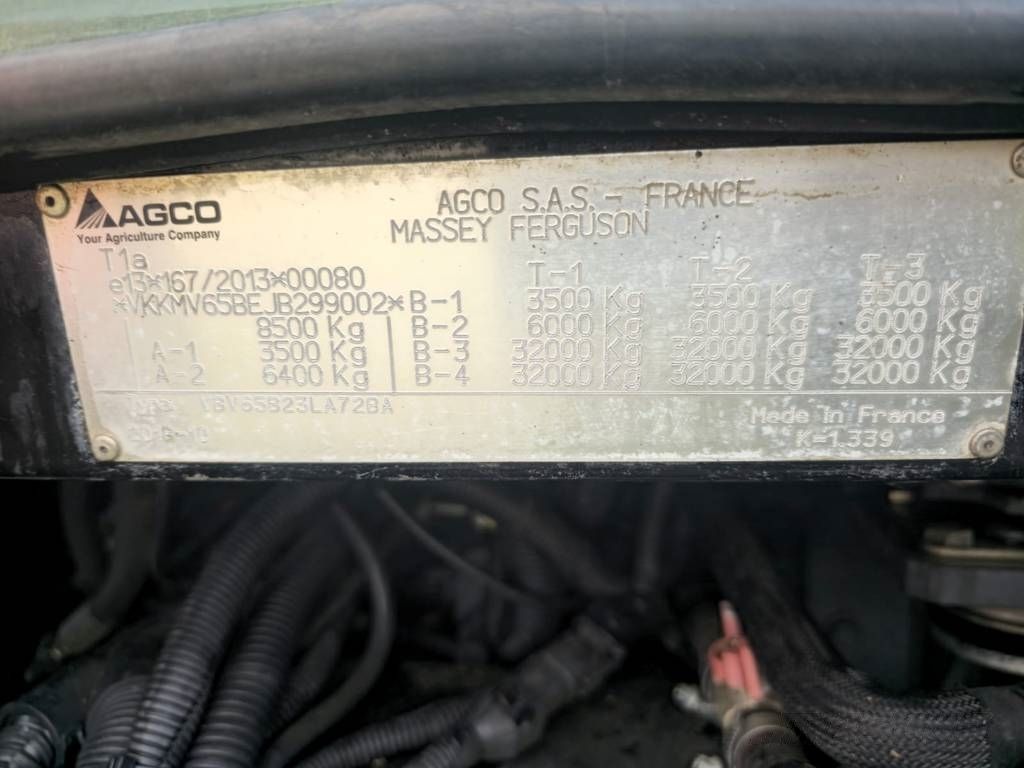 AGCO
Your Agriculture Company
AGCO S.A.S. - FRANCE
MASSEY FERGUSON
T1a
e13*167/2013*00080
T-1 T-2 T-3
*VKKMV65BEJB299002* B-1 3500 Kg 3500 Kg 3500 Kg
8500 Kg B-2 6000 Kg 6000 Kg 6000 Kg
A-1 3500 Kg B-3 32000 Kg 32000 Kg 32000 Kg
A-2 6400 Kg B-4 32000 Kg 32000 Kg 32000 Kg
Made In France
K=1,339